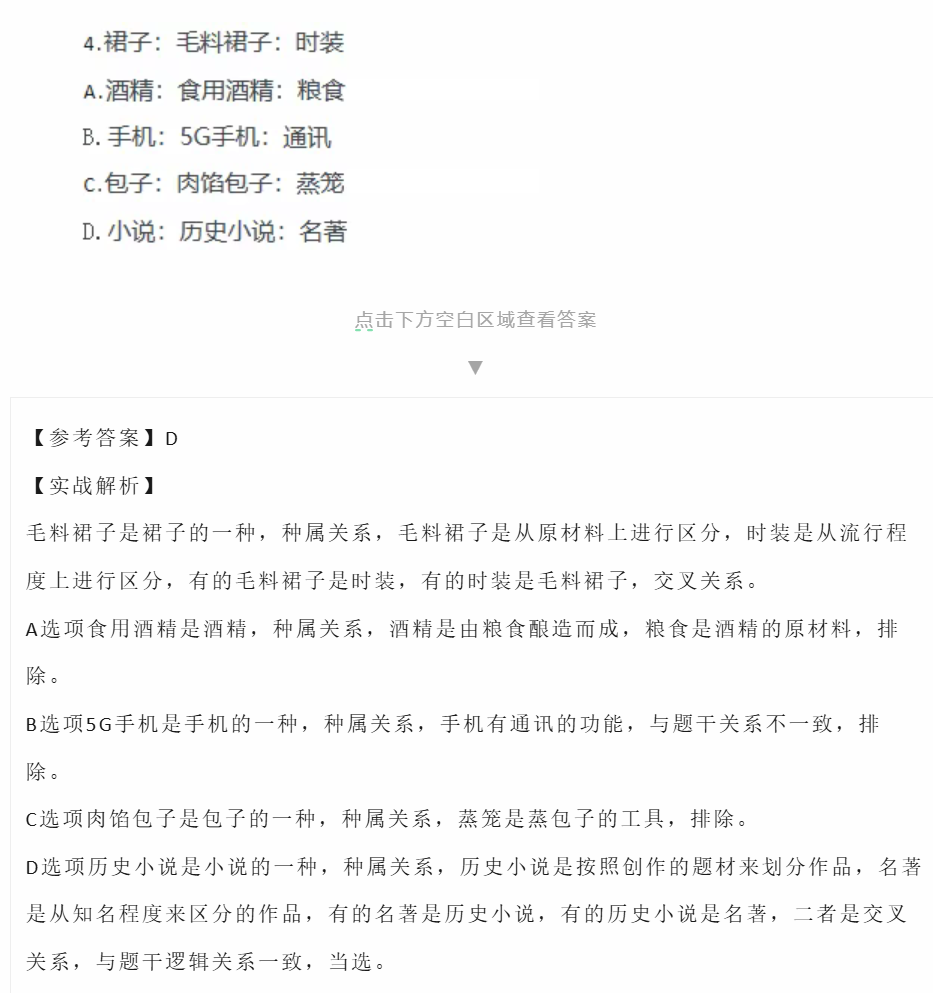 4.裙子：毛料裙子：时装
A.酒精：食用酒精：粮食
B.手机：5G手机：通讯
C.包子：肉馅包子：蒸笼
D.小说：历史小说：名著
点击下方空白区域查看答案
▼
【参考答案】D
【实战解析】
毛料裙子是裙子的一种，种属关系，毛料裙子是从原材料上进行区分，时装是从流行程
度上进行区分，有的毛料裙子是时装，有的时装是毛料裙子，交叉关系。
A选项食用酒精是酒精，种属关系，酒精是由粮食酿造而成，粮食是酒精的原材料，排
除。
B选项5G手机是手机的一种，种属关系，手机有通讯的功能，与题干关系不一致，排
除。
C选项肉馅包子是包子的一种，种属关系，蒸笼是蒸包子的工具，排除。
D选项历史小说是小说的一种，种属关系，历史小说是按照创作的题材来划分作品，名著
是从知名程度来区分的作品，有的名著是历史小说，有的历史小说是名著，二者是交叉
关系，与题干逻辑关系一致，当选。